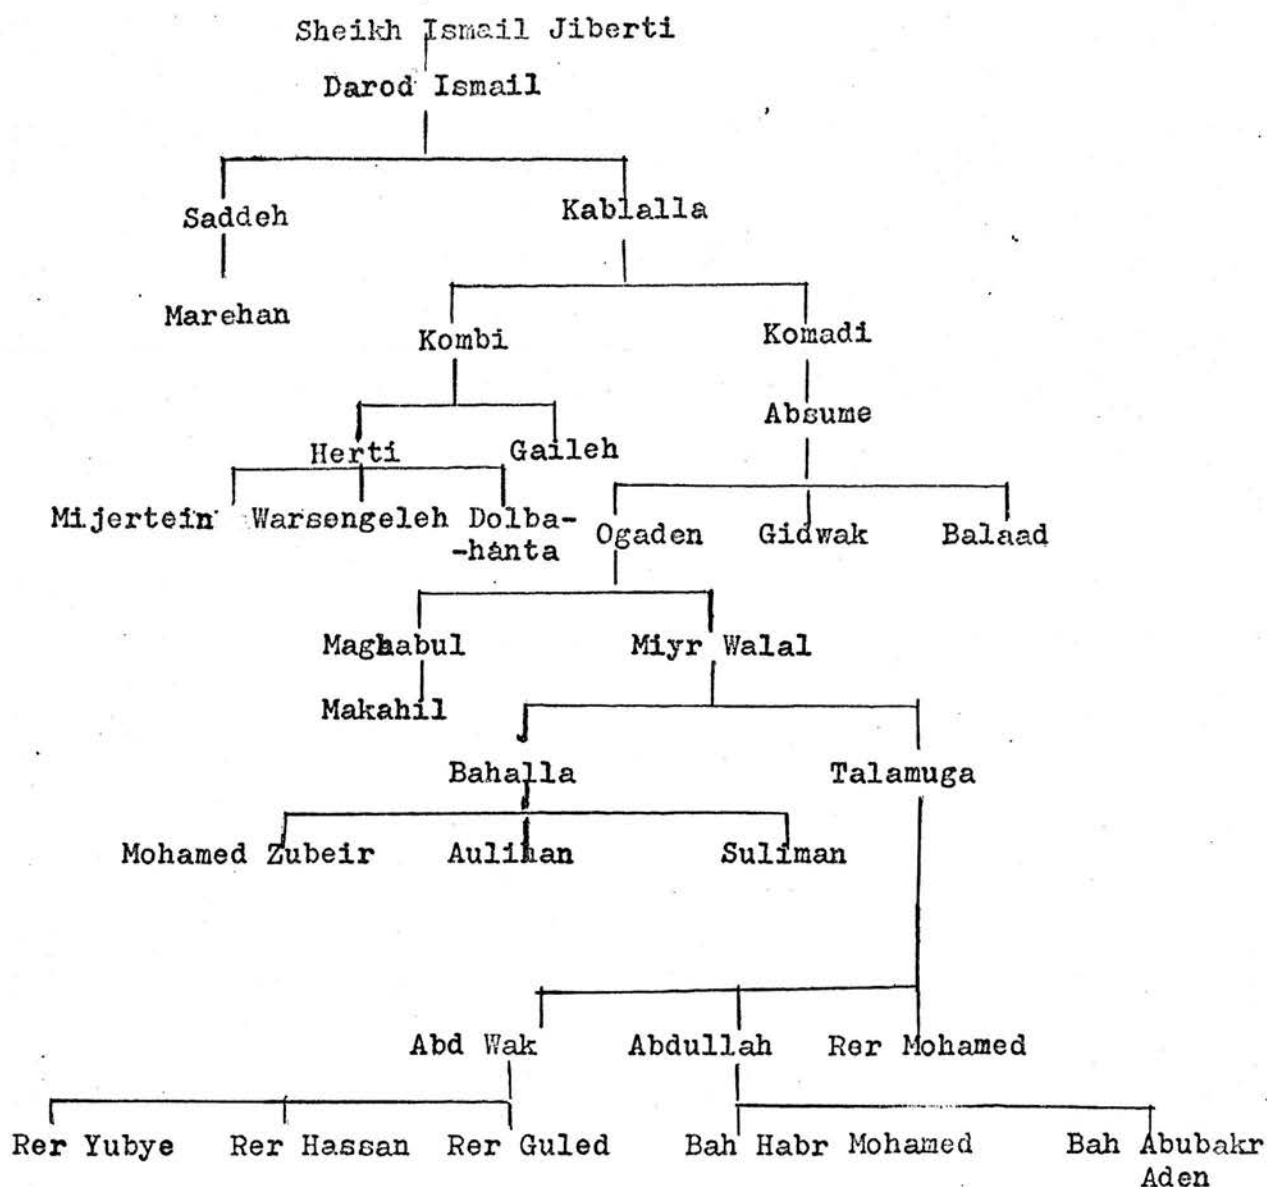 Sheikh Ismail Jiberti
Darod Ismail
Saddeh
Kablalla
Marehan
Kombi
Komadi
Absume
Herti
Gaileh
Mijertein
Warsengeleh
Dolba-
-hanta
Ogaden
Gidwak
Balaad
Maghabul
Miyr Walal
Makahil
Bahalla
Talamuga
Mohamed Zubeir
Aulihan
Suliman
Abd Wak
Abdullah
Rer Mohamed
Rer Yubye
Rer Hassan
Rer Guled
Bah Habr Mohamed
Bah Abubakr
Aden